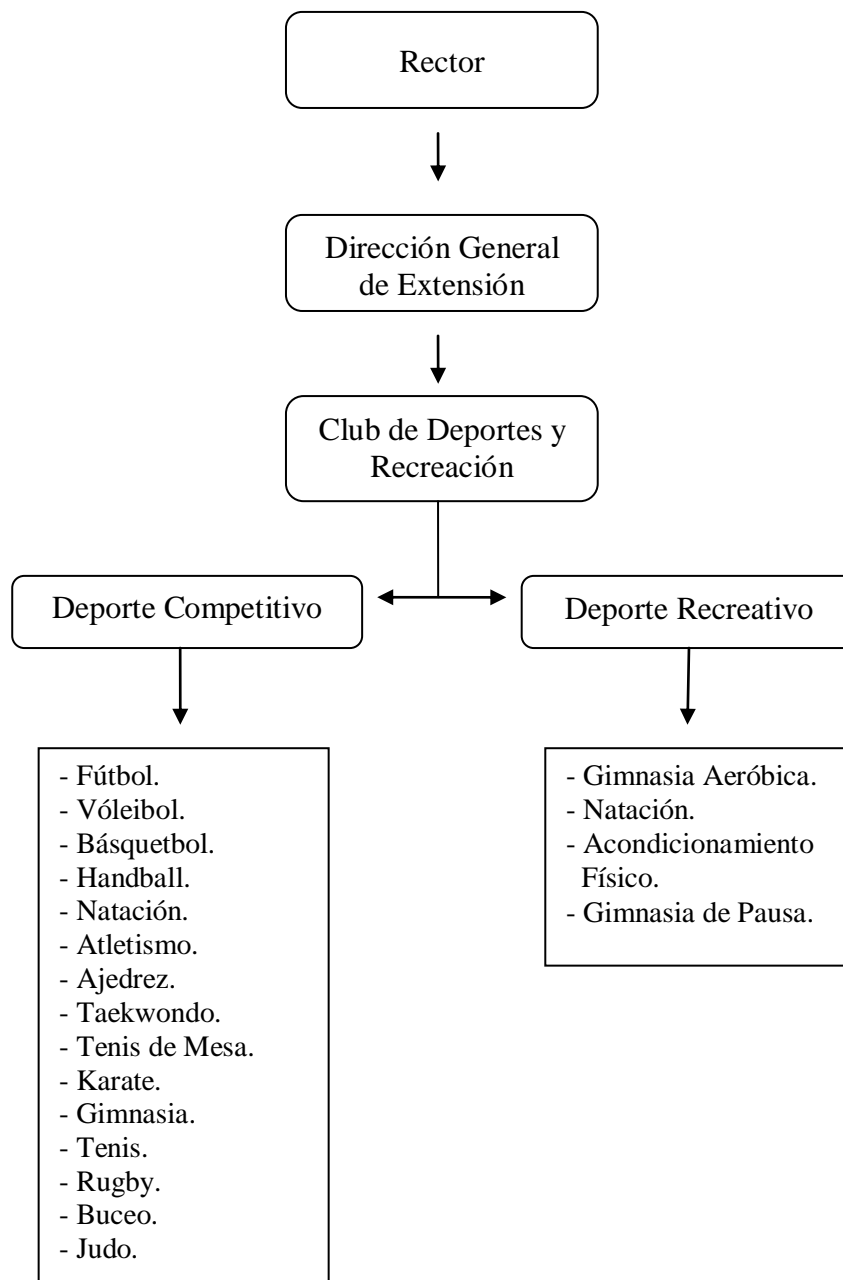 Rector
Dirección General
de Extensión
Club de Deportes y
Recreación
Deporte Competitivo
Deporte Recreativo
- Fútbol.
- Vóleibol.
- Básquetbol.
- Handball.
- Natación.
- Atletismo.
- Ajedrez.
- Taekwondo.
- Tenis de Mesa.
- Karate.
- Gimnasia.
- Tenis.
- Rugby.
- Buceo.
- Judo.
- Gimnasia Aeróbica.
- Natación.
- Acondicionamiento
Físico.
- Gimnasia de Pausa.